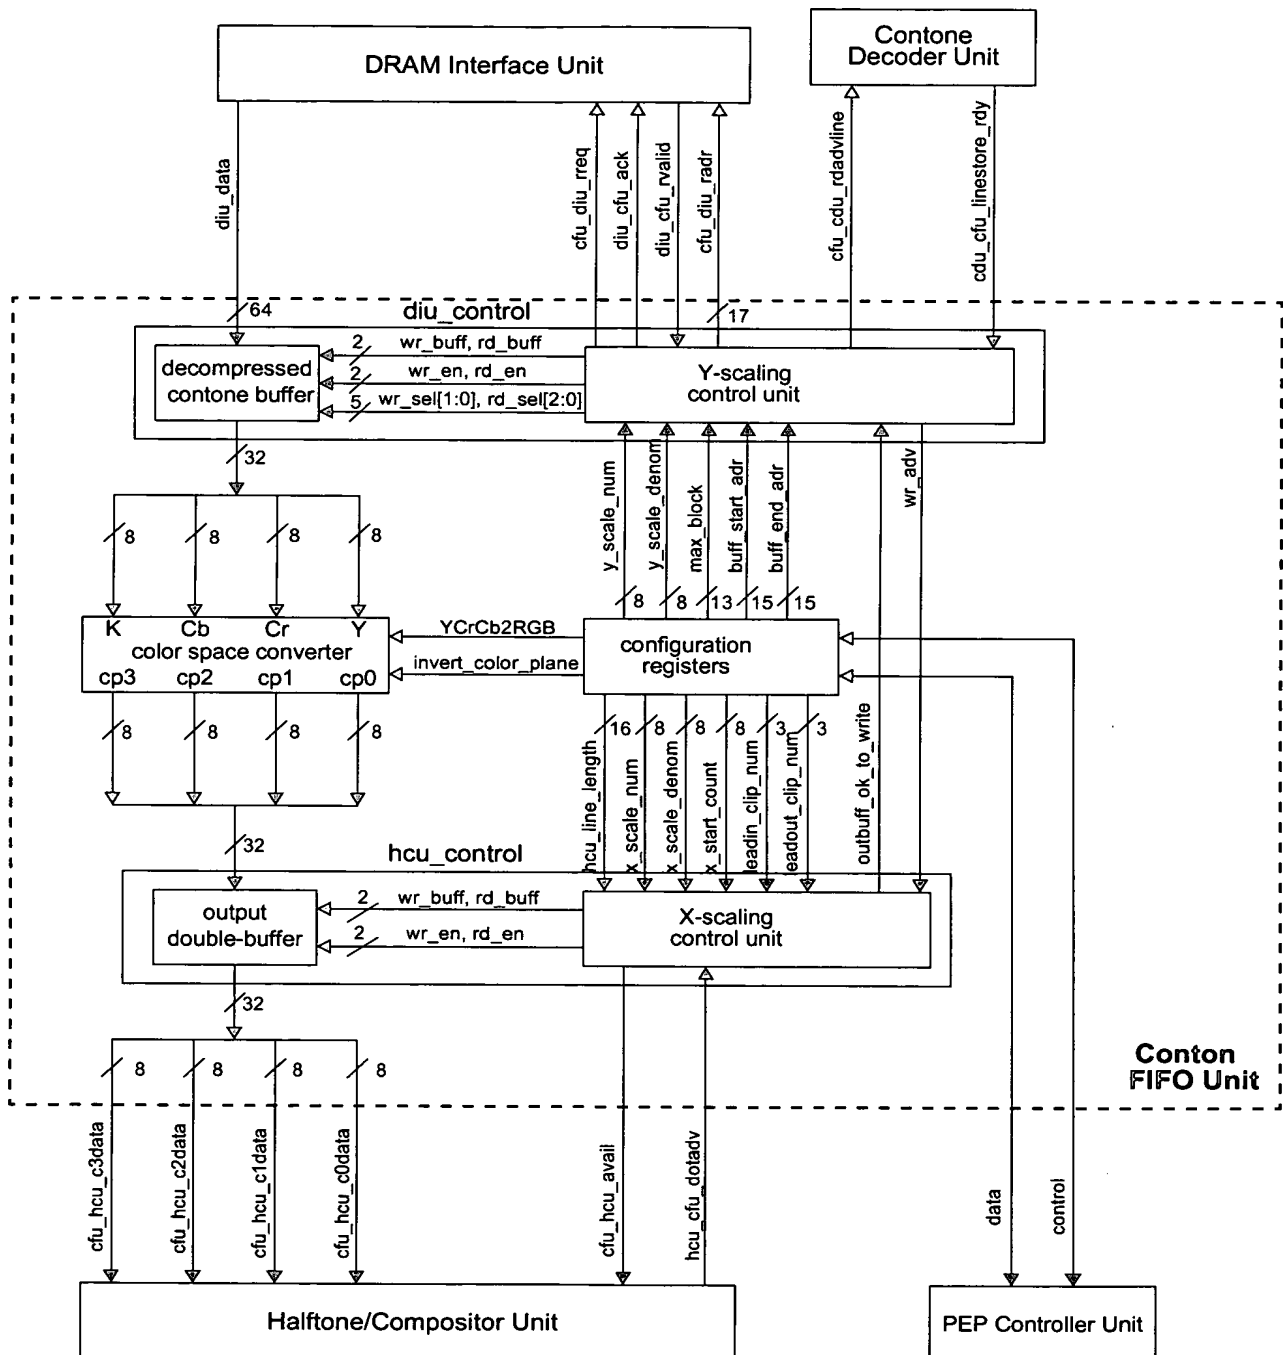 DRAM Interface Unit
Contone
Decoder Unit
diu_data
cfu_diu_rreq
diu_cfu_ack
diu_cfu_rvalid
cfu_diu_radr
cfu_cdu_rdadvline
cdu_cfu_linestore_rdy
64
diu_control
17
decompressed
contone buffer
2
wr_buff, rd_buff
2
wr_en, rd_en
5
wr_sel[1:0], rd_sel[2:0]
Y-scaling
control unit
32
y_scale_num
y_scale_denom
max_block
buff_start_adr
buff_end_adr
wr_adv
8
8
8
8
8
8
13
15
15
K
Cb
Cr
Y
color space converter
cp3
cp2
cp1
cp0
YCrCb2RGB
invert_color_plane
configuration
registers
8
8
8
8
16
8
8
8
3
3
hcu_line_length
x_scale_num
x_scale_denom
x_start_count
leadin_clip_num
leadout_clip_num
outbuff_ok_to_write
32
hcu_control
output
double-buffer
2
wr_buff, rd_buff
2
wr_en, rd_en
X-scaling
control unit
32
8
8
8
8
Conton
FIFO Unit
cfu_hcu_c3data
cfu_hcu_c2data
cfu_hcu_c1data
cfu_hcu_c0data
cfu_hcu_avail
hcu_cfu_dotadv
data
control
Halftone/Compositor Unit
PEP Controller Unit